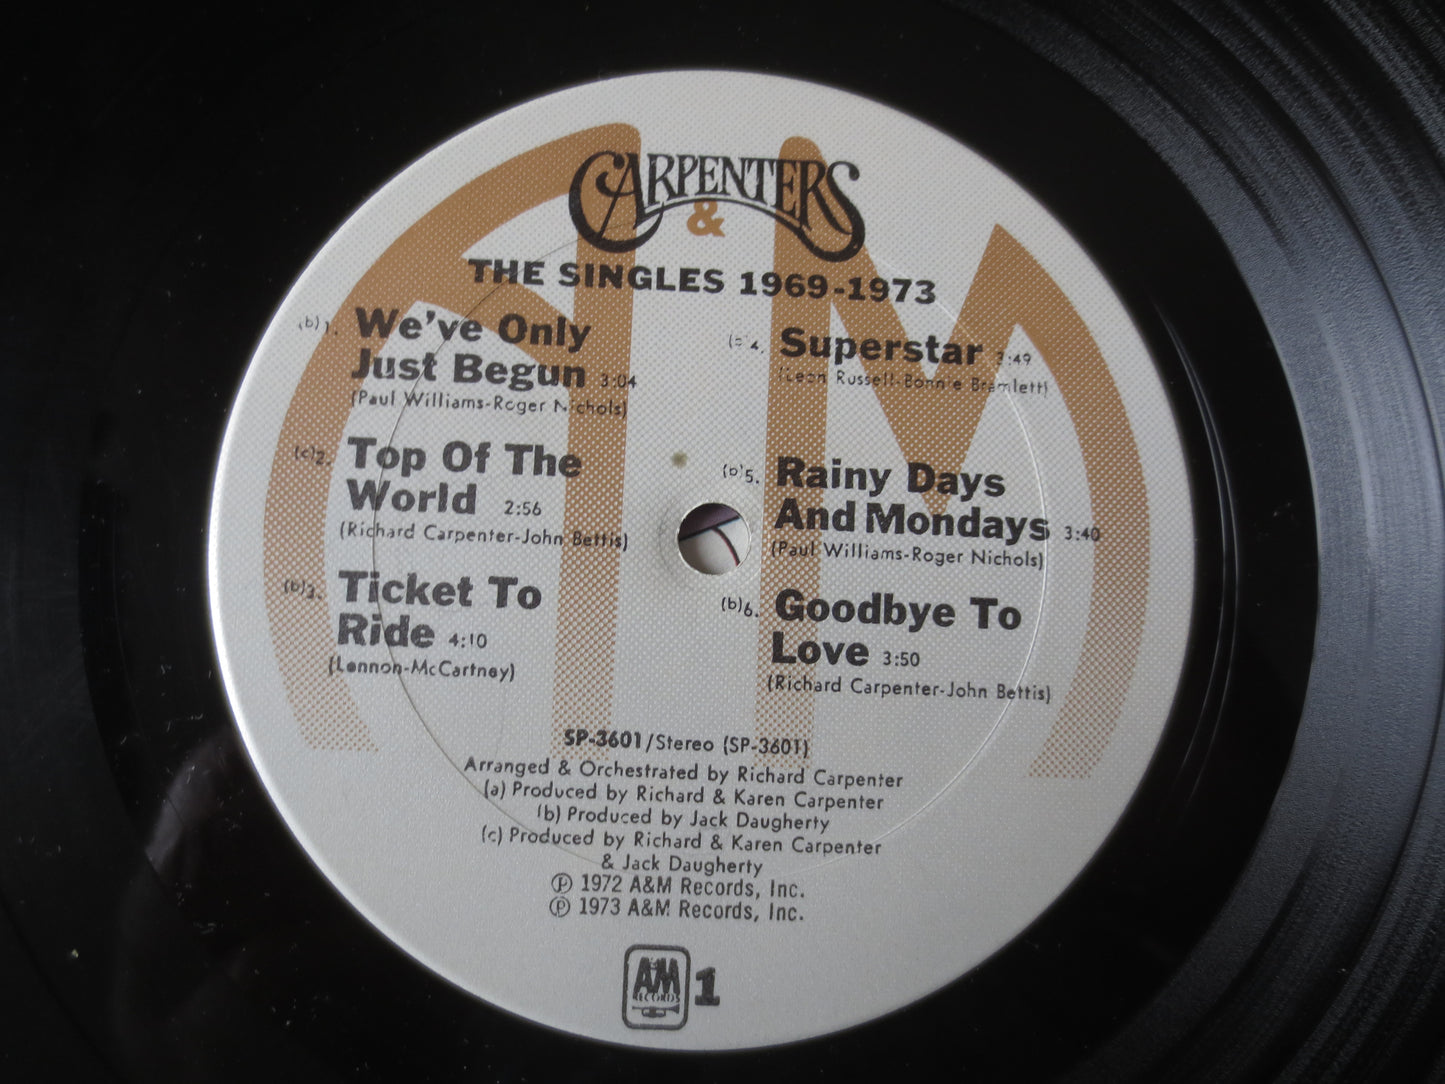 CARPENTERS
&
THE SINGLES 1969-1973
(b)1. We've Only
Just Begun 3:04
(Paul Williams-Roger Nichols)
(c)2. Top Of The
World 2:56
(Richard Carpenter-John Bettis)
(b)3. Ticket To
Ride 4:10
(Lennon-McCartney)
4. Superstar 3:49
(Leon Russell-Bonnie Bramlett)
(b)5. Rainy Days
And Mondays 3:40
(Paul Williams-Roger Nichols)
(b)6. Goodbye To
Love 3:50
(Richard Carpenter-John Bettis)
SP-3601/Stereo (SP-3601)
Arranged & Orchestrated by Richard Carpenter
(a) Produced by Richard & Karen Carpenter
(b) Produced by Jack Daugherty
(c) Produced by Richard & Karen Carpenter
& Jack Daugherty
℗ 1972 A&M Records, Inc.
℗ 1973 A&M Records, Inc.
A&M
RECORDS
1